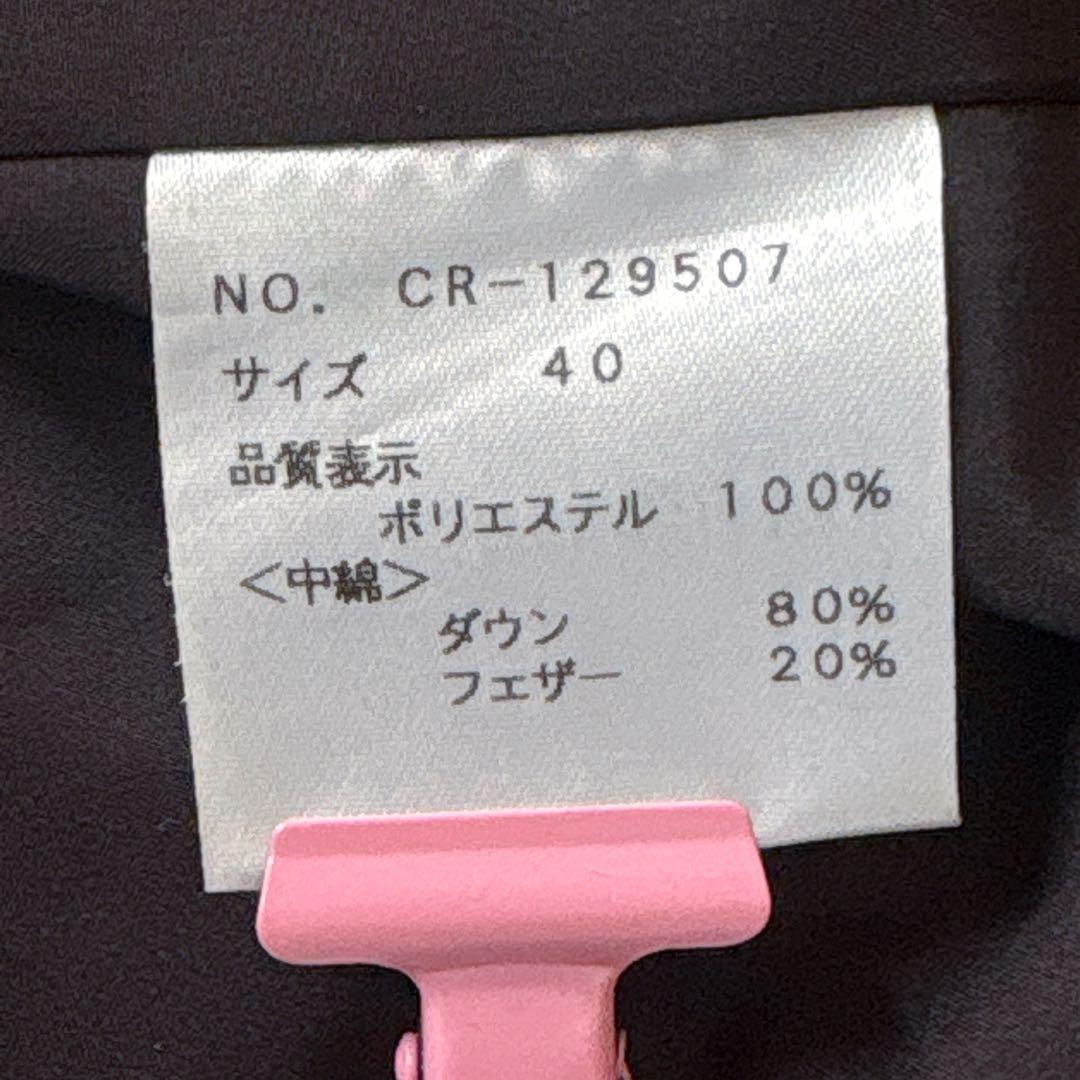 NO. CR-129507
サイズ 40
品質表示
ポリエステル 100%
<中綿>
ダウン 80%
フェザー 20%